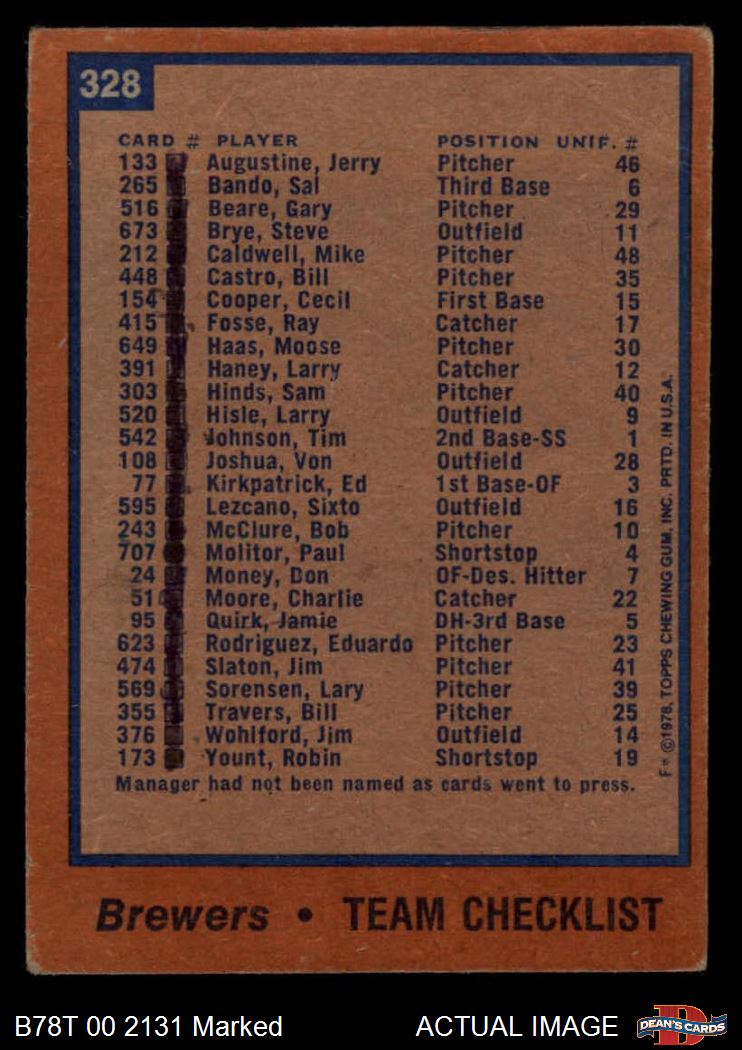 328
CARD # PLAYER POSITION UNIF. #
133 Augustine, Jerry Pitcher 46
265 Bando, Sal Third Base 6
516 Beare, Gary Pitcher 29
673 Brye, Steve Outfield 11
212 Caldwell, Mike Pitcher 48
448 Castro, Bill Pitcher 35
154 Cooper, Cecil First Base 15
415 Fosse, Ray Catcher 17
649 Haas, Moose Pitcher 30
391 Haney, Larry Catcher 12
303 Hinds, Sam Pitcher 40
520 Hisle, Larry Outfield 9
542 Johnson, Tim 2nd Base-SS 1
108 Joshua, Von Outfield 28
77 Kirkpatrick, Ed 1st Base-OF 3
595 Lezcano, Sixto Outfield 16
243 McClure, Bob Pitcher 10
707 Molitor, Paul Shortstop 4
24 Money, Don OF-Des. Hitter 7
51 Moore, Charlie Catcher 22
95 Quirk, Jamie DH-3rd Base 5
623 Rodriguez, Eduardo Pitcher 23
474 Slaton, Jim Pitcher 41
569 Sorensen, Lary Pitcher 39
355 Travers, Bill Pitcher 25
376 Wohlford, Jim Outfield 14
173 Yount, Robin Shortstop 19
Manager had not been named as cards went to press.
F* ©1978, TOPPS CHEWING GUM, INC. PRTD. IN U.S.A.
Brewers • TEAM CHECKLIST
B78T 00 2131 Marked ACTUAL IMAGE
DEAN'S CARDS